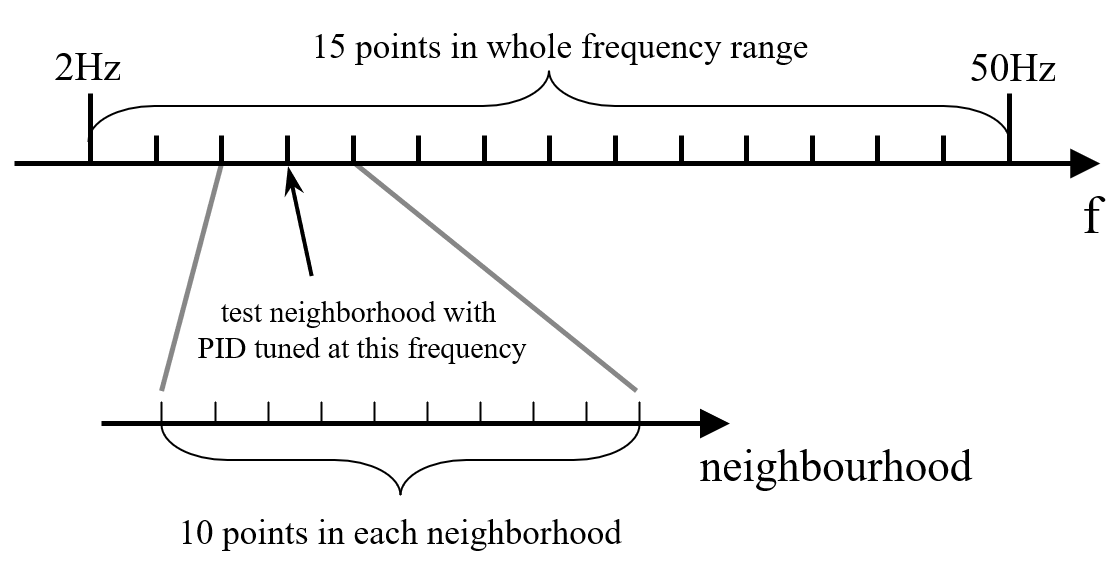 15 points in whole frequency range
2Hz
50Hz
f
test neighborhood with
PID tuned at this frequency
neighbourhood
10 points in each neighborhood